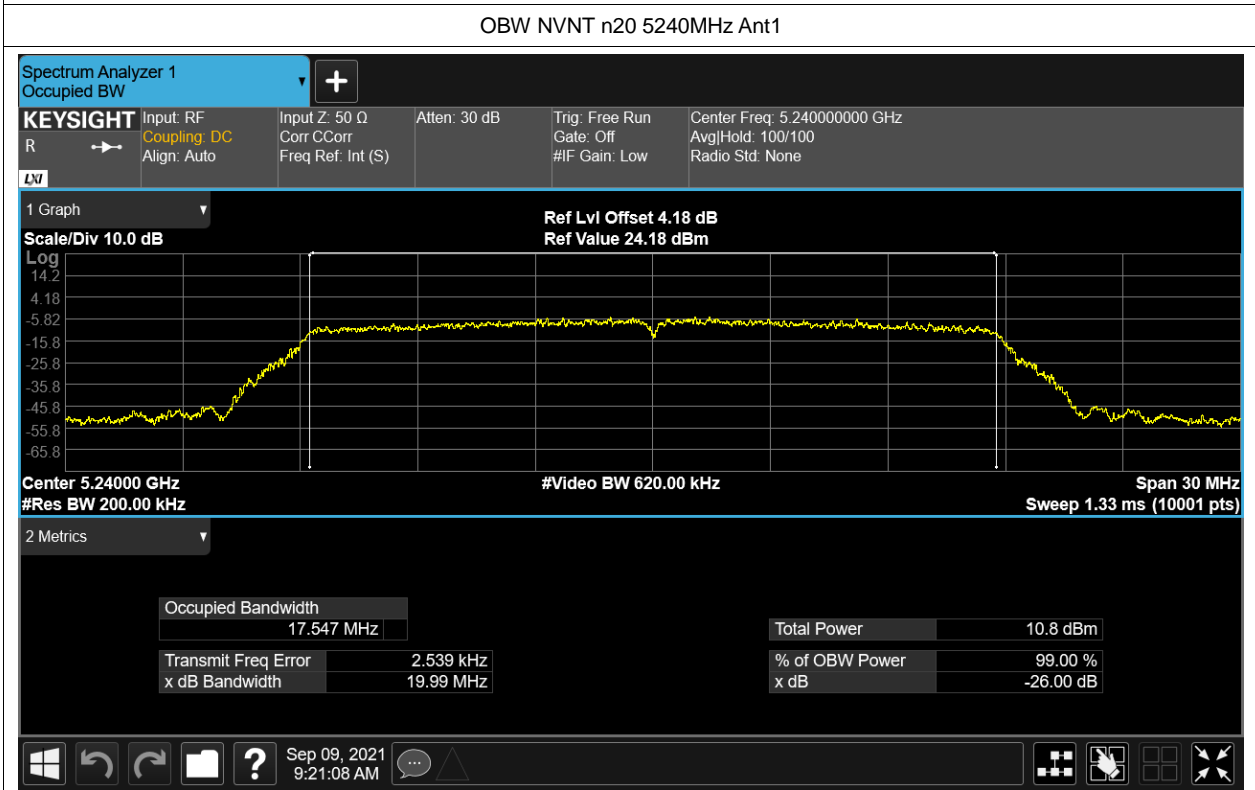 OBW NVNT n20 5240MHz Ant1
Spectrum Analyzer 1
Occupied BW
KEYSIGHT
R
LXI
Input: RF
Coupling: DC
Align: Auto
Input Z: 50 Ω
Corr CCorr
Freq Ref: Int (S)
Atten: 30 dB
Trig: Free Run
Gate: Off
#IF Gain: Low
Center Freq: 5.240000000 GHz
Avg|Hold: 100/100
Radio Std: None
1 Graph
Scale/Div 10.0 dB
Ref Lvl Offset 4.18 dB
Ref Value 24.18 dBm
Log
14.2
4.18
-5.82
-15.8
-25.8
-35.8
-45.8
-55.8
-65.8
Center 5.24000 GHz
#Res BW 200.00 kHz
#Video BW 620.00 kHz
Span 30 MHz
Sweep 1.33 ms (10001 pts)
2 Metrics
Occupied Bandwidth
17.547 MHz
Transmit Freq Error 2.539 kHz
x dB Bandwidth 19.99 MHz
Total Power 10.8 dBm
% of OBW Power 99.00 %
x dB -26.00 dB
?
Sep 09, 2021
9:21:08 AM